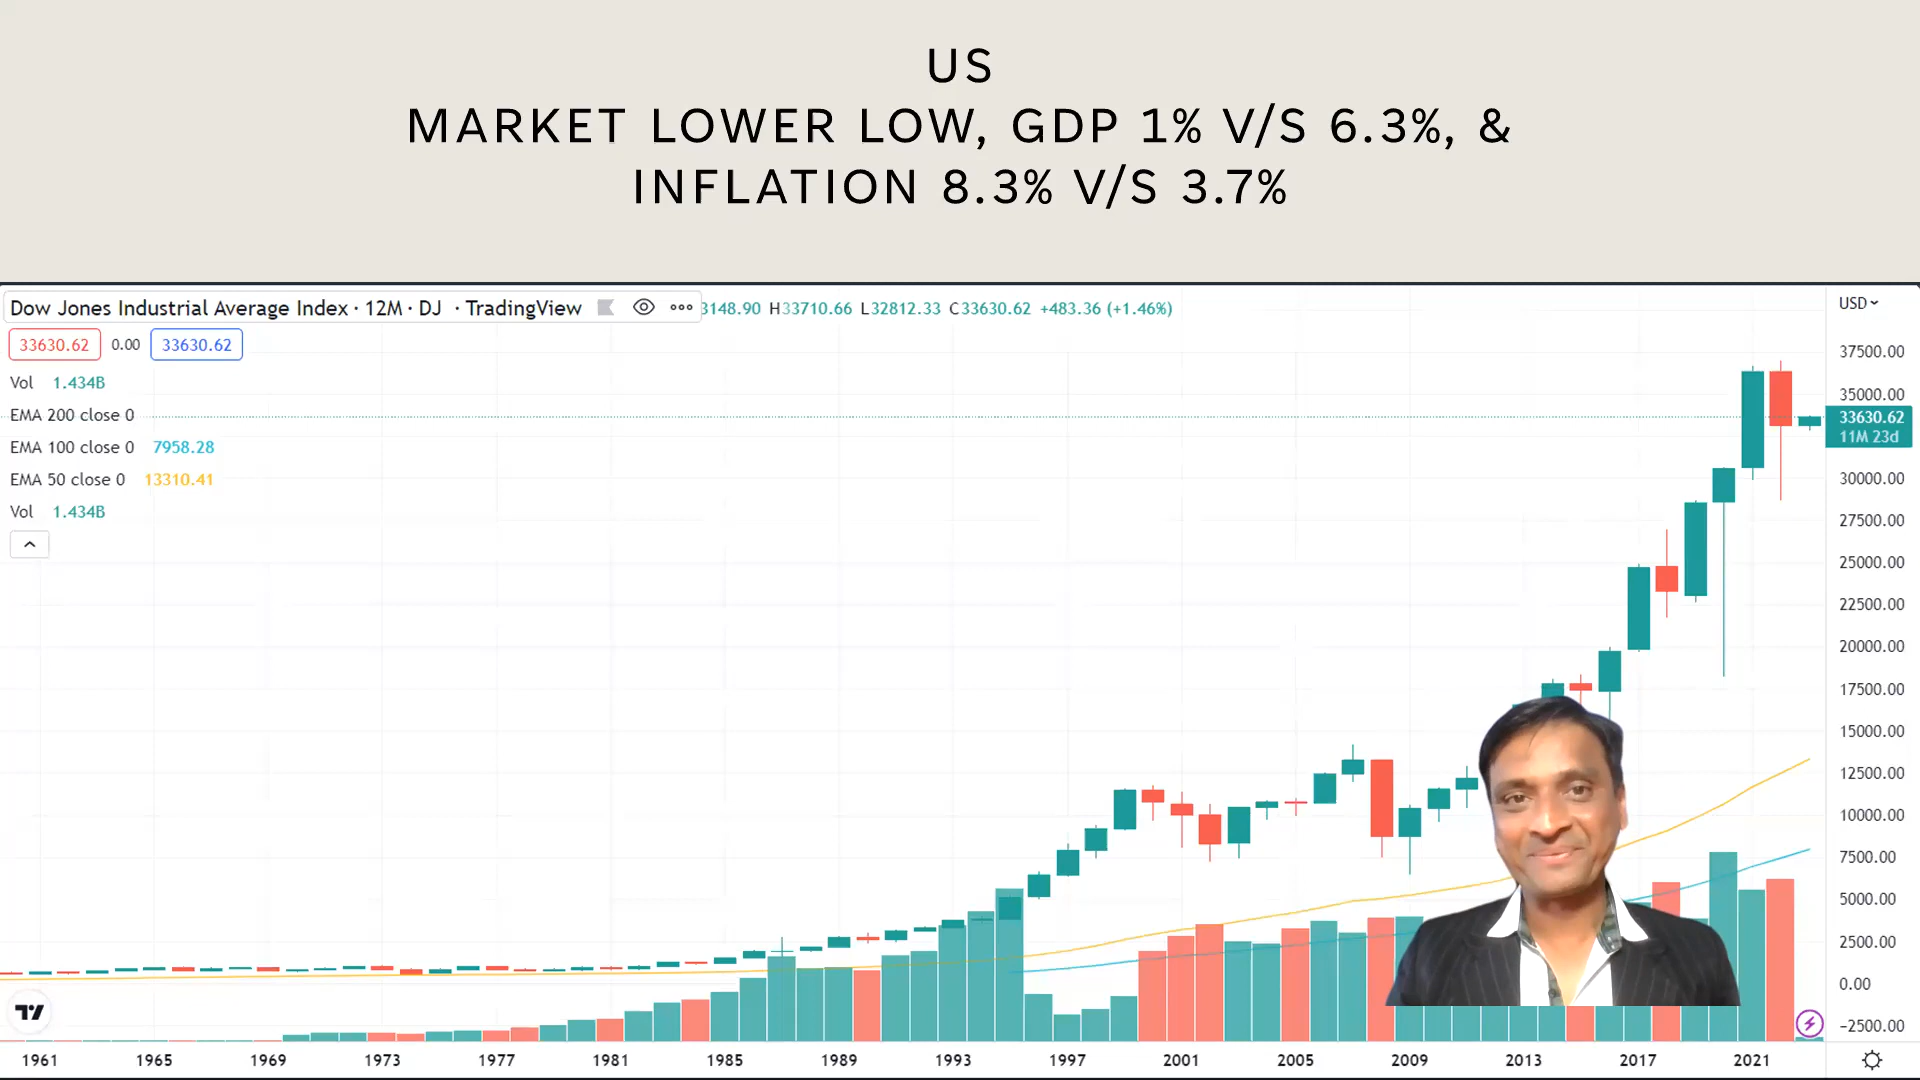 US
MARKET LOWER LOW, GDP 1% V/S 6.3%, &
INFLATION 8.3% V/S 3.7%
Dow Jones Industrial Average Index · 12M · DJ · TradingView 3148.90 H33710.66 L32812.33 C33630.62 +483.36 (+1.46%)
USD
33630.62 0.00 33630.62
Vol 1.434B
EMA 200 close 0
EMA 100 close 0 7958.28
EMA 50 close 0 13310.41
Vol 1.434B
37500.00
35000.00
33630.62
11M 23d
30000.00
27500.00
25000.00
22500.00
20000.00
17500.00
15000.00
12500.00
10000.00
7500.00
5000.00
2500.00
0.00
−2500.00
1961 1965 1969 1973 1977 1981 1985 1989 1993 1997 2001 2005 2009 2013 2017 2021